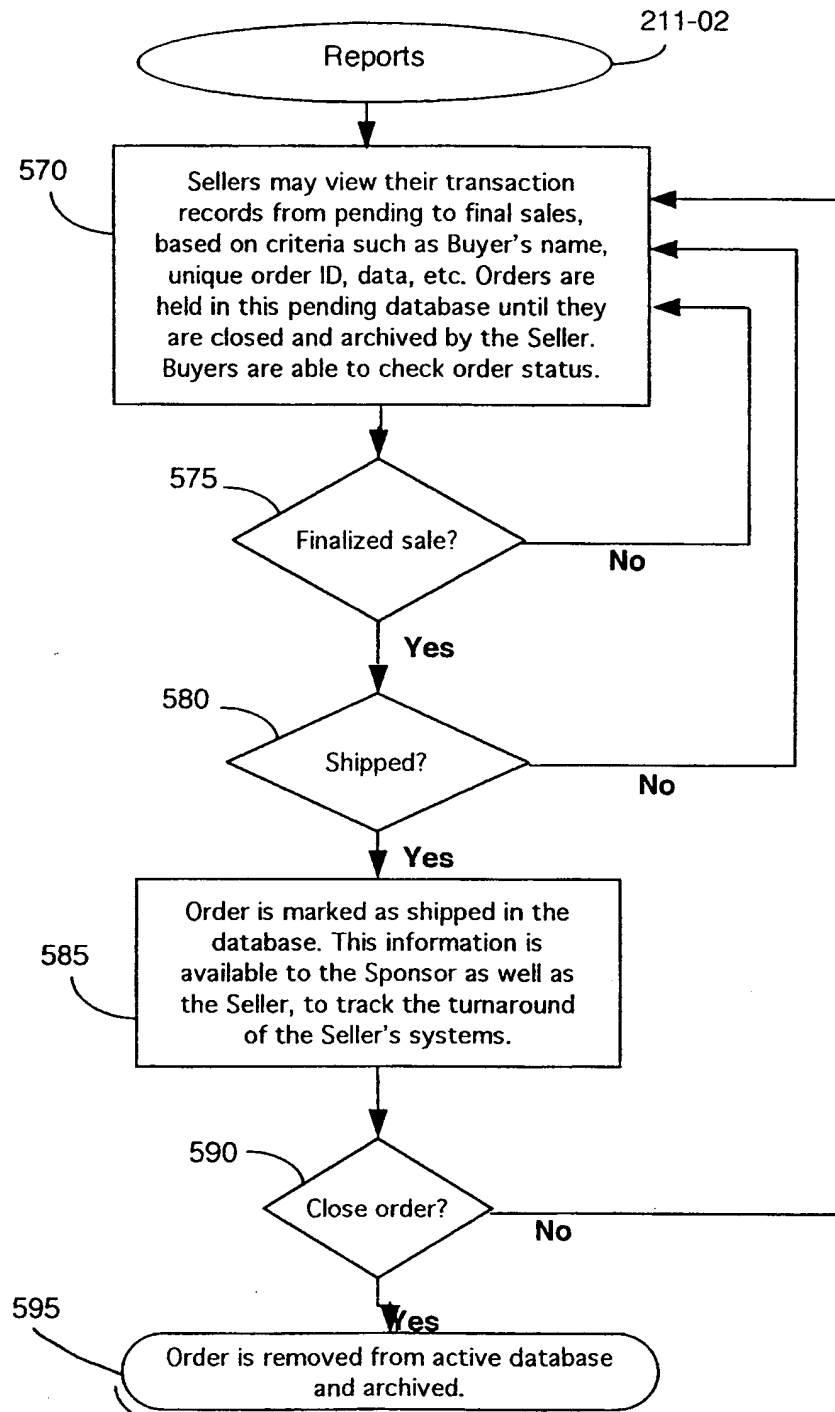 211-02
Reports
570
Sellers may view their transaction
records from pending to final sales,
based on criteria such as Buyer's name,
unique order ID, data, etc. Orders are
held in this pending database until they
are closed and archived by the Seller.
Buyers are able to check order status.
575
Finalized sale?
No
Yes
580
Shipped?
No
Yes
585
Order is marked as shipped in the
database. This information is
available to the Sponsor as well as
the Seller, to track the turnaround
of the Seller's systems.
590
Close order?
No
Yes
595
Order is removed from active database
and archived.